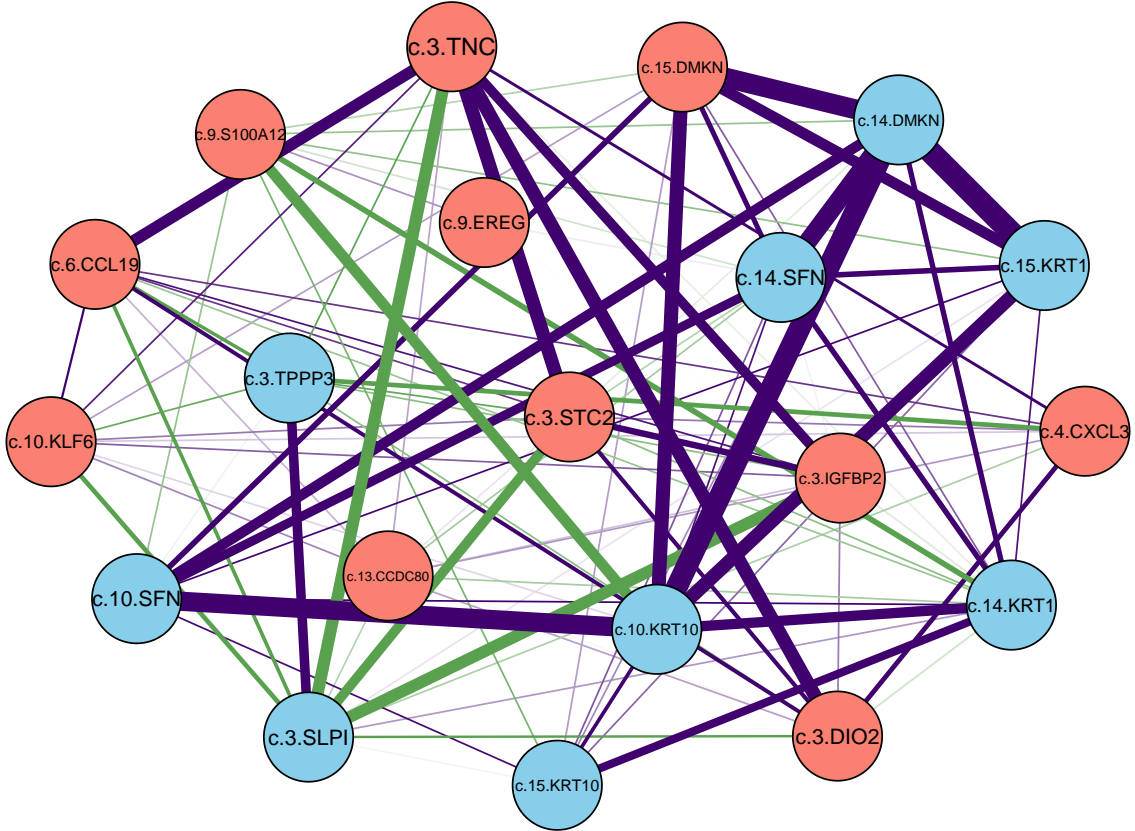 c.3.TNC
c.15.DMKN
c.14.DMKN
c.9.S100A12
c.9.EREG
c.6.CCL19
c.14.SFN
c.15.KRT1
c.3.TPPP3
c.3.STC2
c.4.CXCL3
c.10.KLF6
c.3.IGFBP2
c.13.CCDC80
c.10.SFN
c.14.KRT1
c.10.KRT10
c.3.SLPI
c.3.DIO2
c.15.KRT10